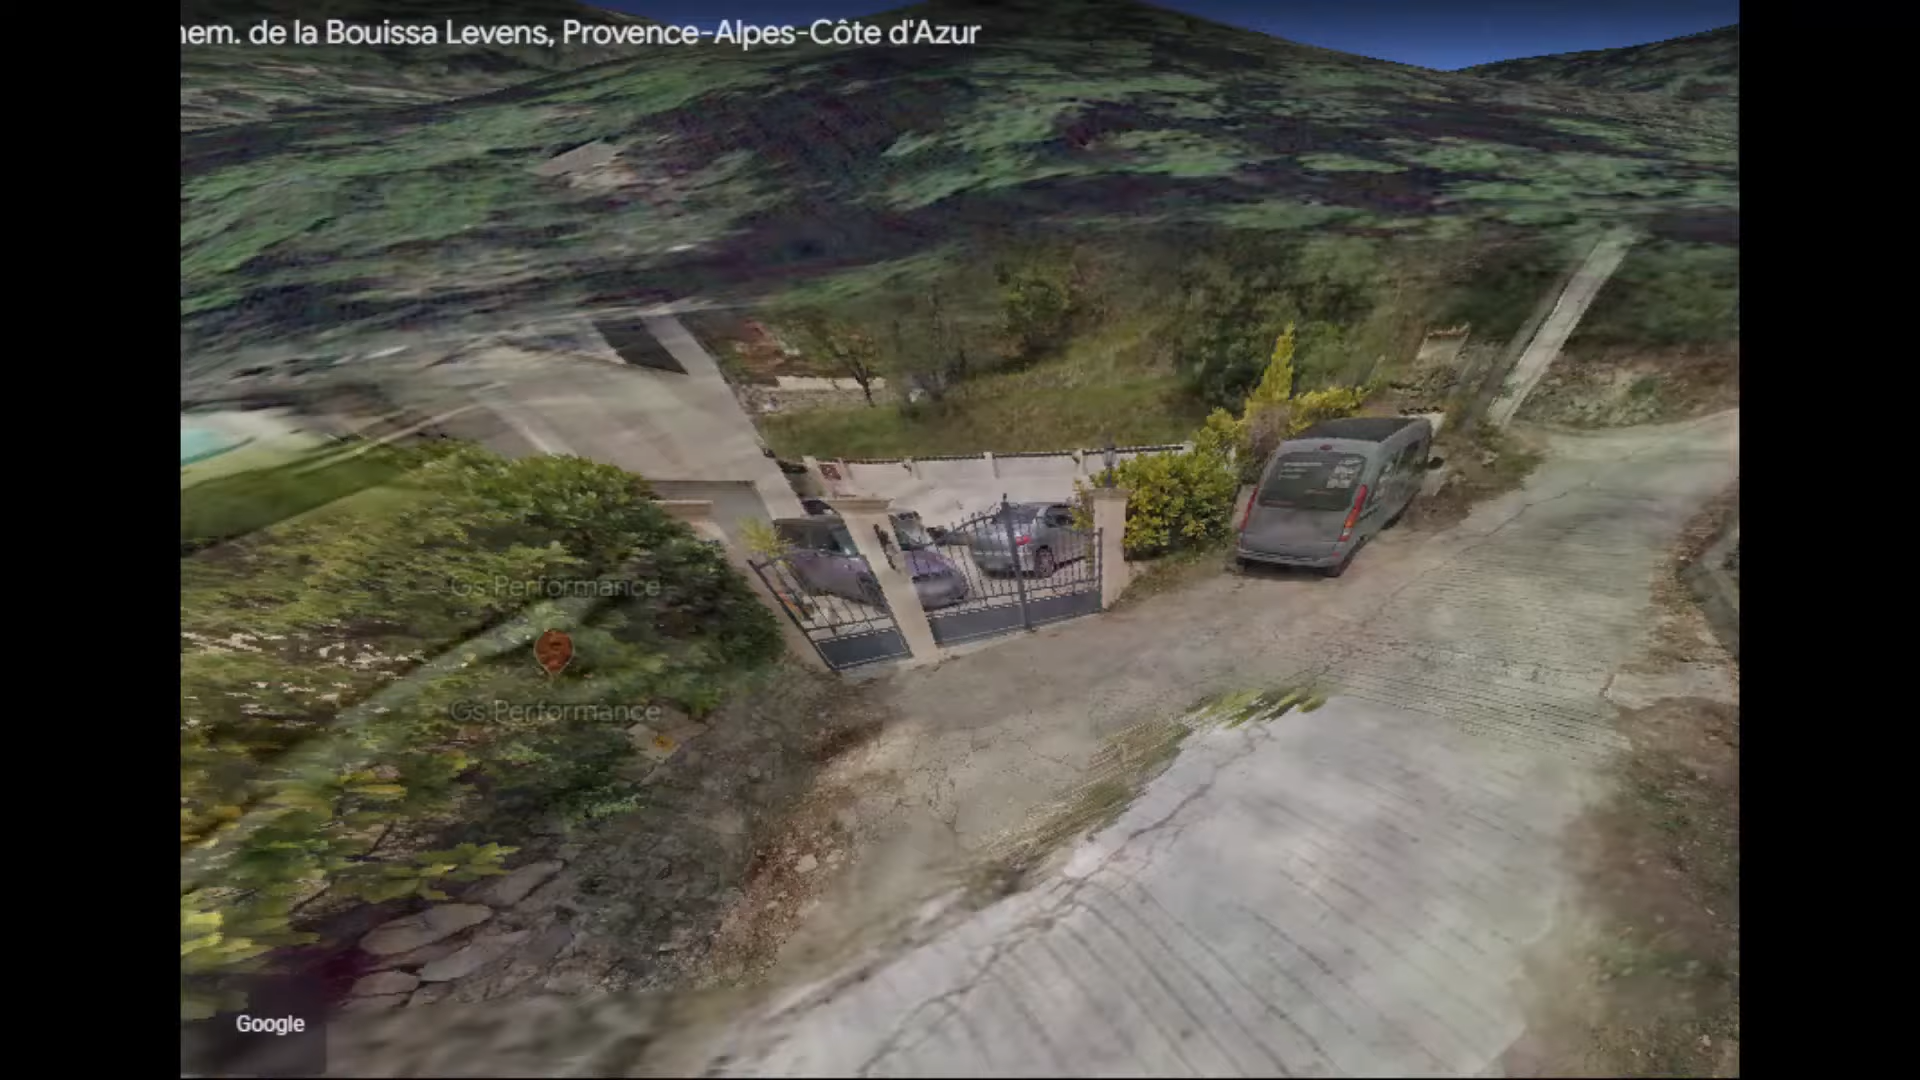 hem. de la Bouissa Levens, Provence-Alpes-Côte d'Azur
Gs Performance
Gs Performance
Google